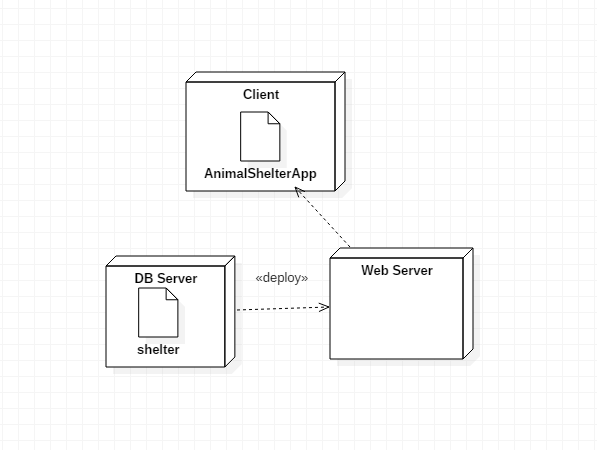 Client
AnimalShelterApp
DB Server
shelter
«deploy»
Web Server